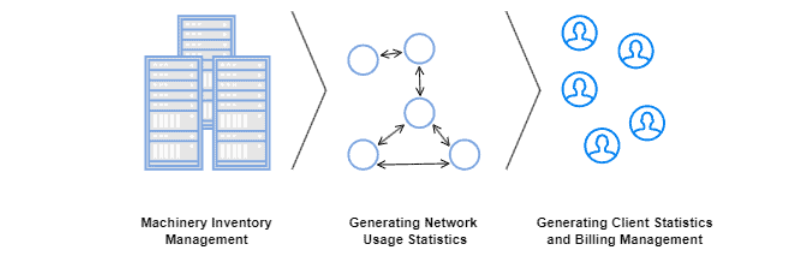 Machinery Inventory
Management
Generating Network
Usage Statistics
Generating Client Statistics
and Billing Management